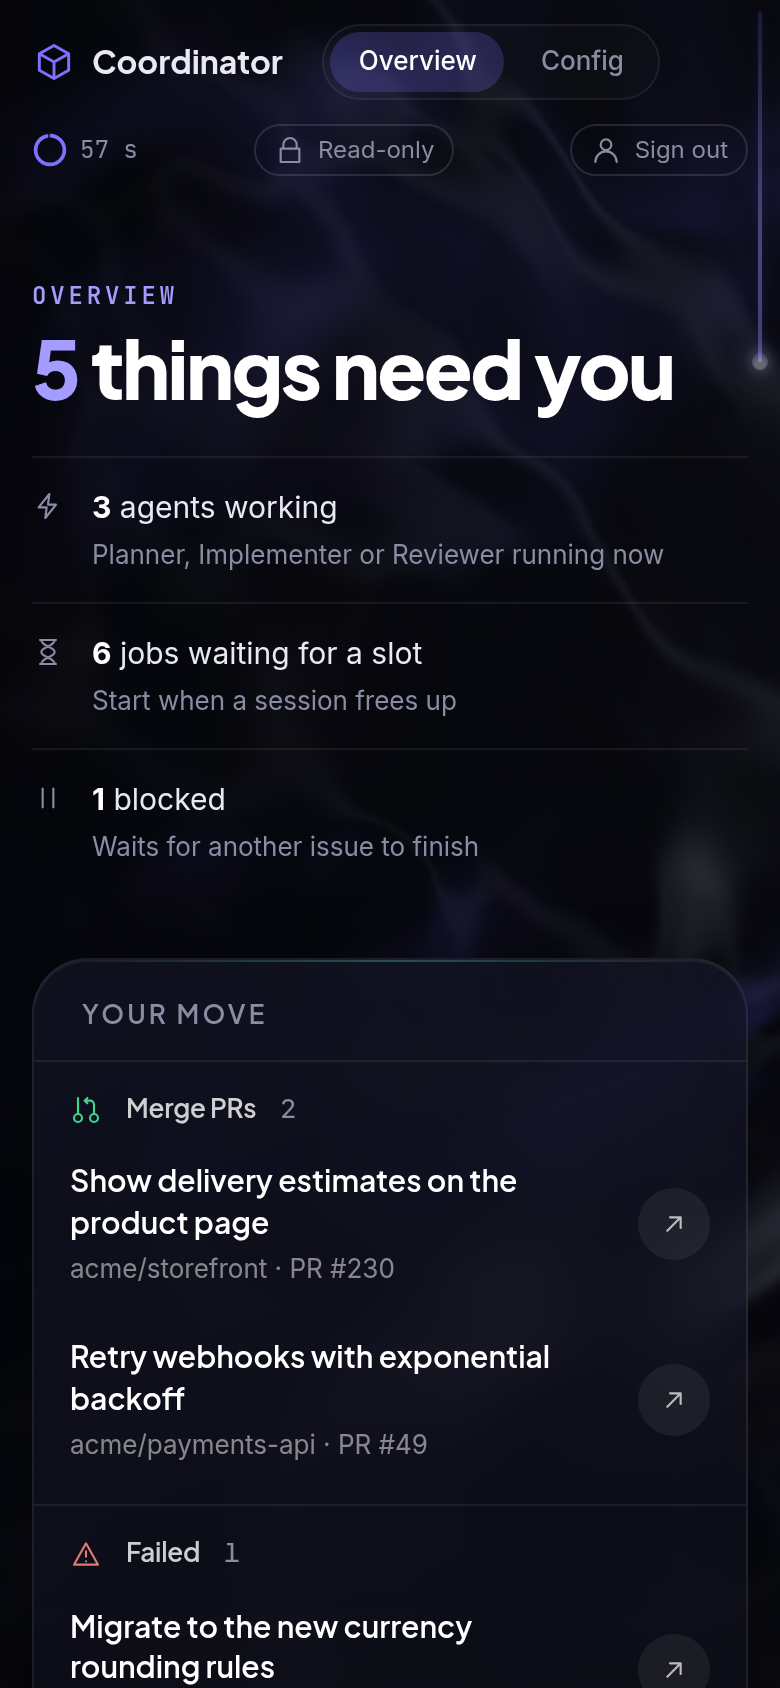 Coordinator
Overview
Config
57 s
Read-only
Sign out
OVERVIEW
5 things need you
3 agents working
Planner, Implementer or Reviewer running now
6 jobs waiting for a slot
Start when a session frees up
1 blocked
Waits for another issue to finish
YOUR MOVE
Merge PRs 2
Show delivery estimates on the
product page
acme/storefront · PR #230
Retry webhooks with exponential
backoff
acme/payments-api · PR #49
Failed 1
Migrate to the new currency
rounding rules